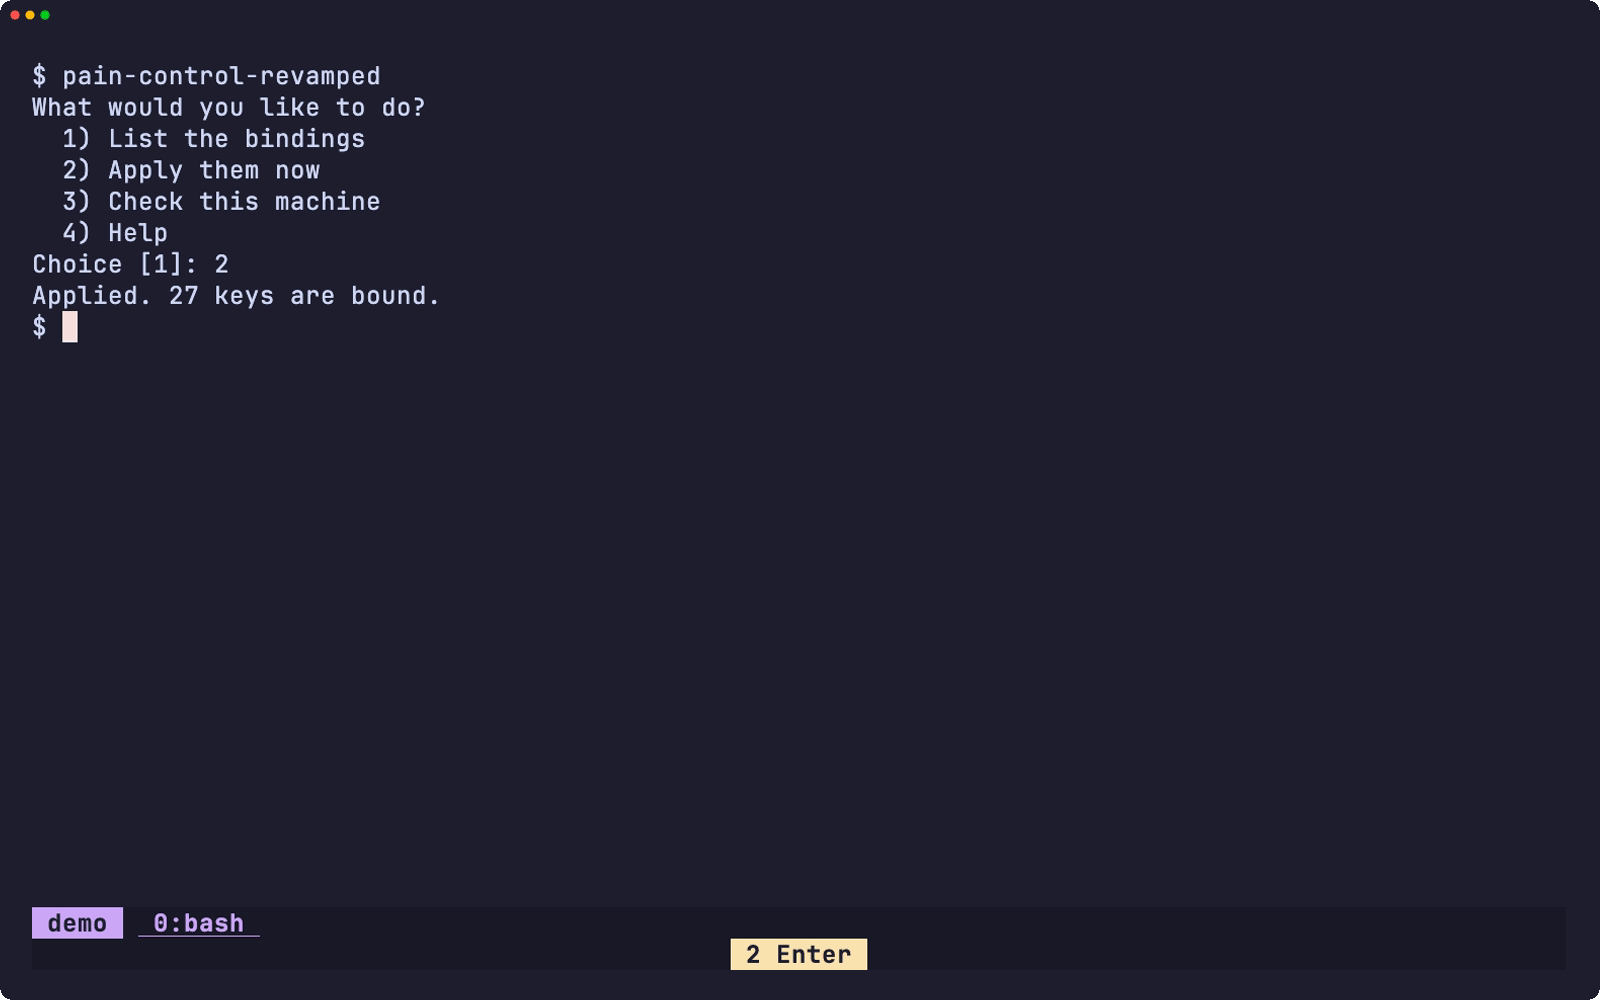 $ pain-control-revamped
What would you like to do?
  1) List the bindings
  2) Apply them now
  3) Check this machine
  4) Help
Choice [1]: 2
Applied. 27 keys are bound.
$
demo 0:bash
2 Enter